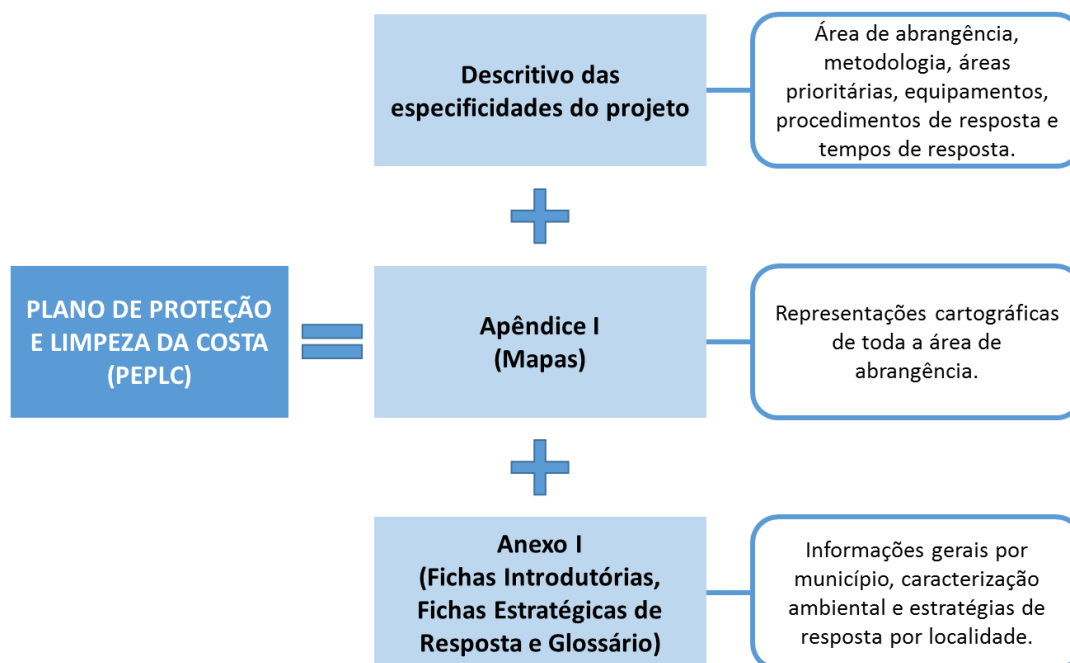 Descritivo das
especificidades do projeto
Área de abrangência,
metodologia, áreas
prioritárias, equipamentos,
procedimentos de resposta e
tempos de resposta.
PLANO DE PROTEÇÃO
E LIMPEZA DA COSTA
(PEPLC)
Apêndice I
(Mapas)
Representações cartográficas
de toda a área de
abrangência.
Anexo I
(Fichas Introdutórias,
Fichas Estratégicas de
Resposta e Glossário)
Informações gerais por
município, caracterização
ambiental e estratégias de
resposta por localidade.